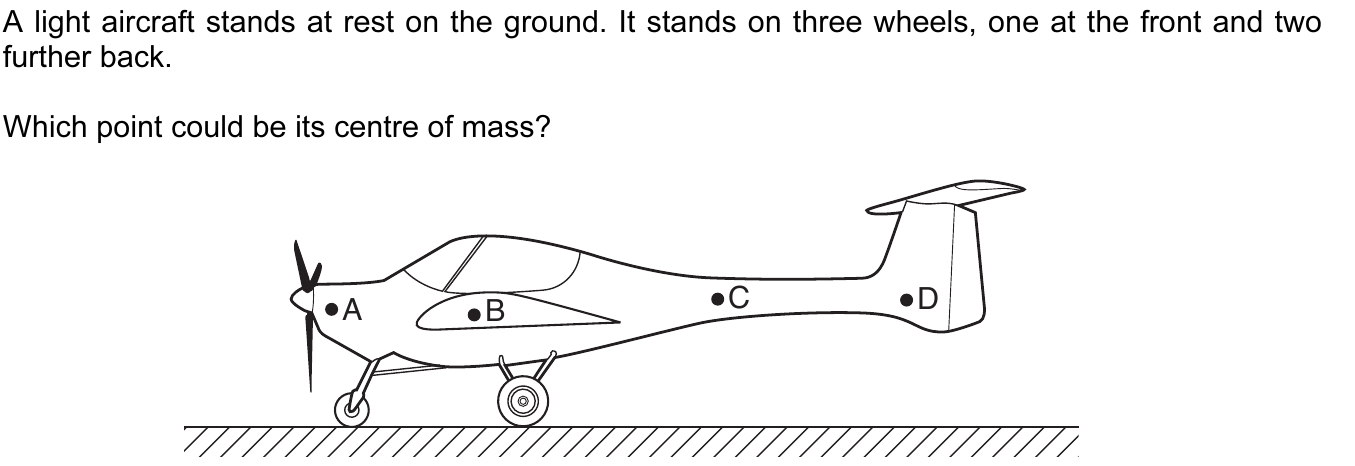 A light aircraft stands at rest on the ground. It stands on three wheels, one at the front and two
further back.
Which point could be its centre of mass?
A
B
C
D